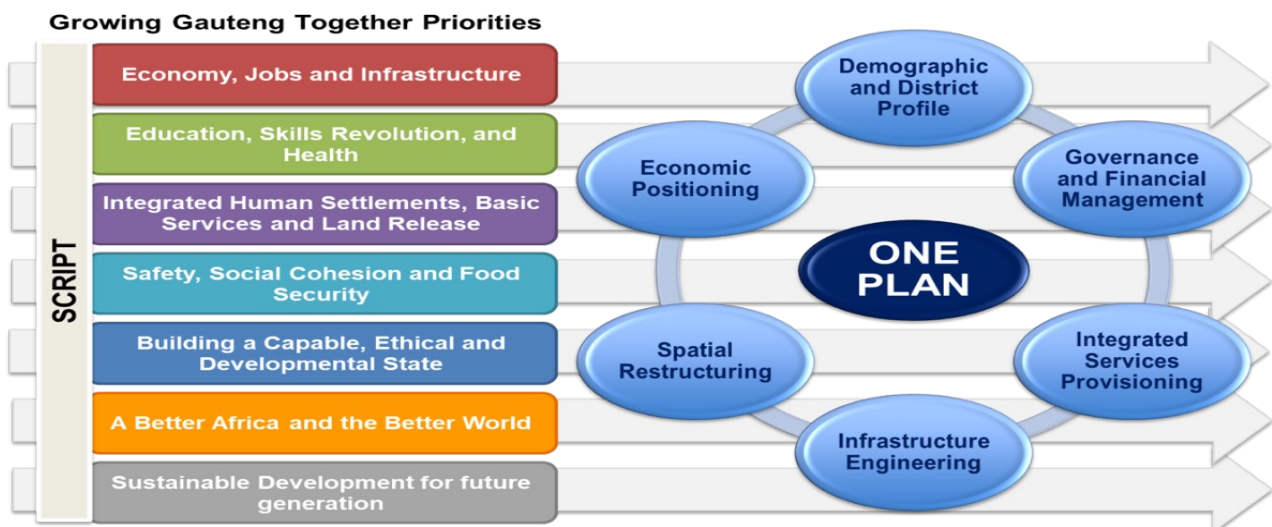 Growing Gauteng Together Priorities
SCRIPT
Economy, Jobs and Infrastructure
Education, Skills Revolution, and
Health
Integrated Human Settlements, Basic
Services and Land Release
Safety, Social Cohesion and Food
Security
Building a Capable, Ethical and
Developmental State
A Better Africa and the Better World
Sustainable Development for future
generation
Demographic
and District
Profile
Governance
and Financial
Management
Integrated
Services
Provisioning
Infrastructure
Engineering
Spatial
Restructuring
Economic
Positioning
ONE
PLAN